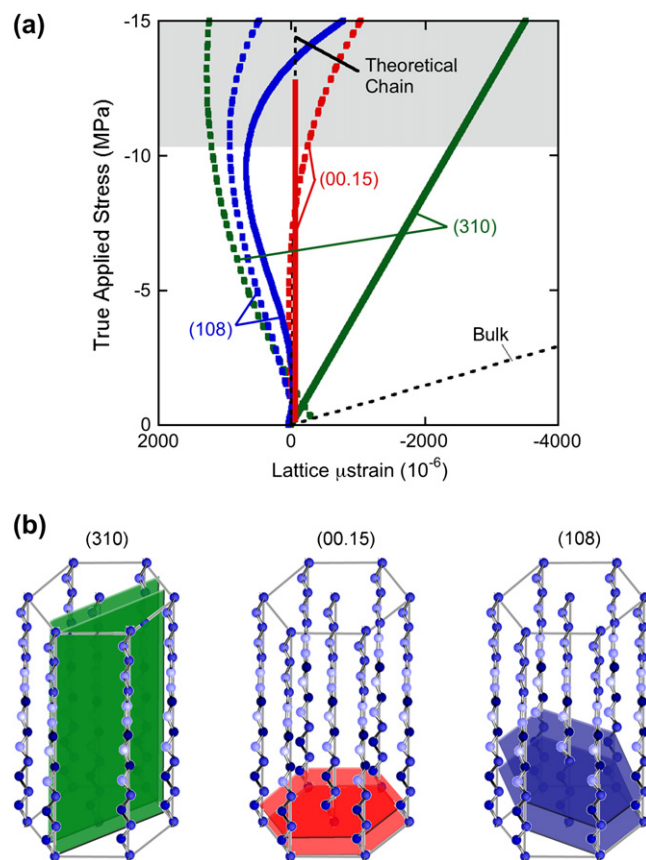 (a)
-15
-10
-5
0
True Applied Stress (MPa)
Theoretical
Chain
(00.15)
(310)
(108)
Bulk
2000 0 -2000 -4000
Lattice μstrain (10⁻⁶)
(b)
(310) (00.15) (108)